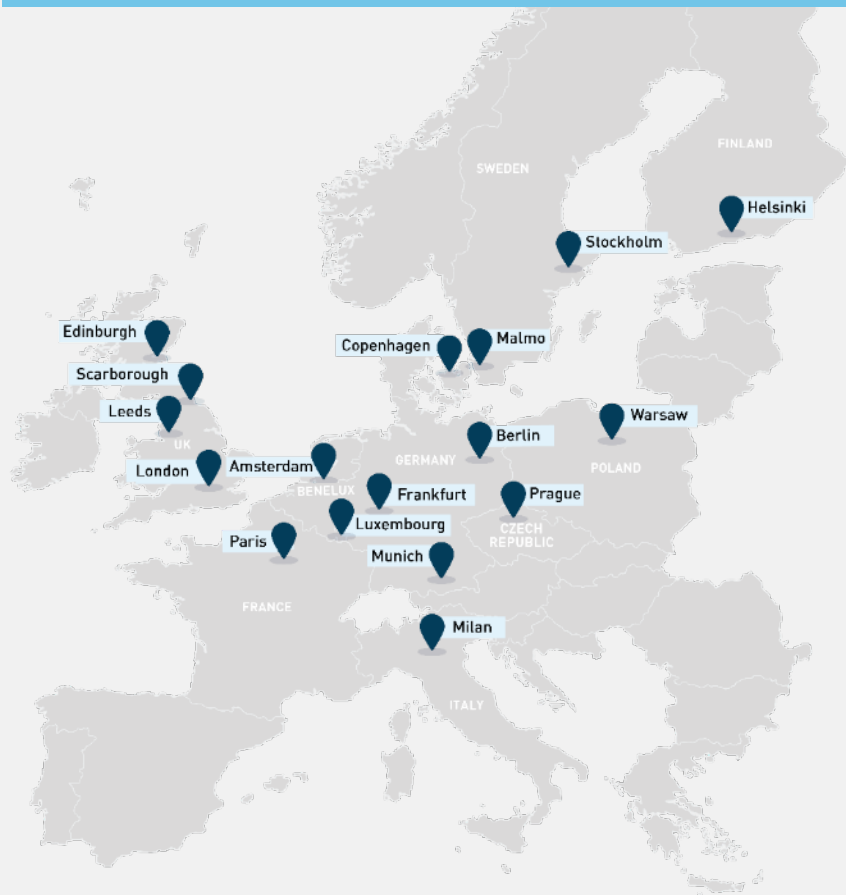 FINLAND
SWEDEN
Helsinki
Stockholm
Edinburgh
Copenhagen
Malmo
Scarborough
Leeds
Warsaw
UK
Berlin
London
Amsterdam
GERMANY
POLAND
BENELUX
Frankfurt
Prague
Luxembourg
CZECH
REPUBLIC
Paris
Munich
FRANCE
Milan
ITALY